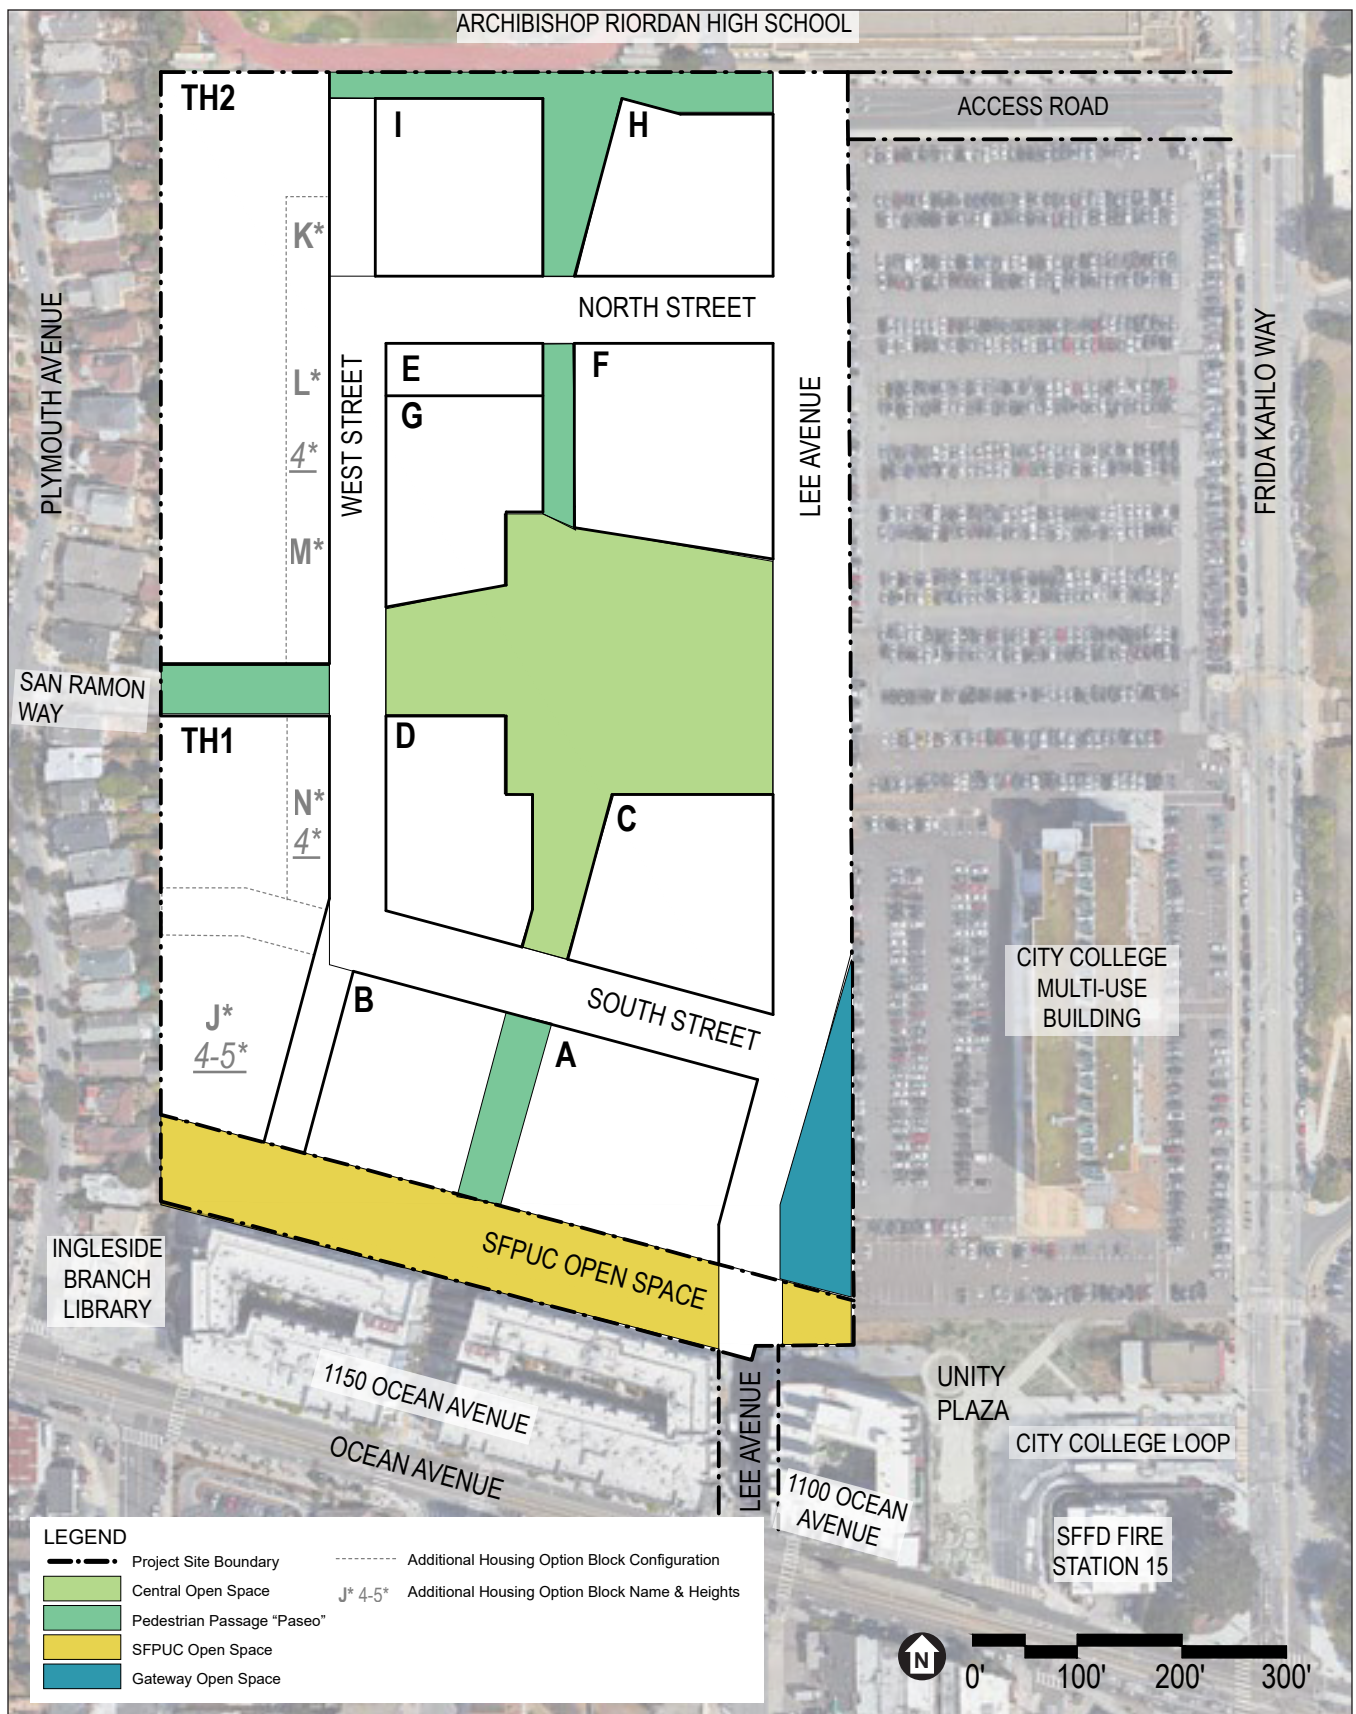 ARCHIBISHOP RIORDAN HIGH SCHOOL
TH2
I
H
ACCESS ROAD
K*
NORTH STREET
PLYMOUTH AVENUE
FRIDA KAHLO WAY
WEST STREET
E
F
L*
LEE AVENUE
G
4*
M*
SAN RAMON
WAY
TH1
D
N*
4*
C
CITY COLLEGE
MULTI-USE
BUILDING
B
SOUTH STREET
J*
4-5*
A
INGLESIDE
BRANCH
LIBRARY
SFPUC OPEN SPACE
1150 OCEAN AVENUE
OCEAN AVENUE
LEE AVENUE
UNITY
PLAZA
CITY COLLEGE LOOP
1100 OCEAN
AVENUE
SFFD FIRE
STATION 15
LEGEND
Project Site Boundary
Central Open Space
Pedestrian Passage “Paseo”
SFPUC Open Space
Gateway Open Space
Additional Housing Option Block Configuration
J* 4-5* Additional Housing Option Block Name & Heights
N
0' 100' 200' 300'